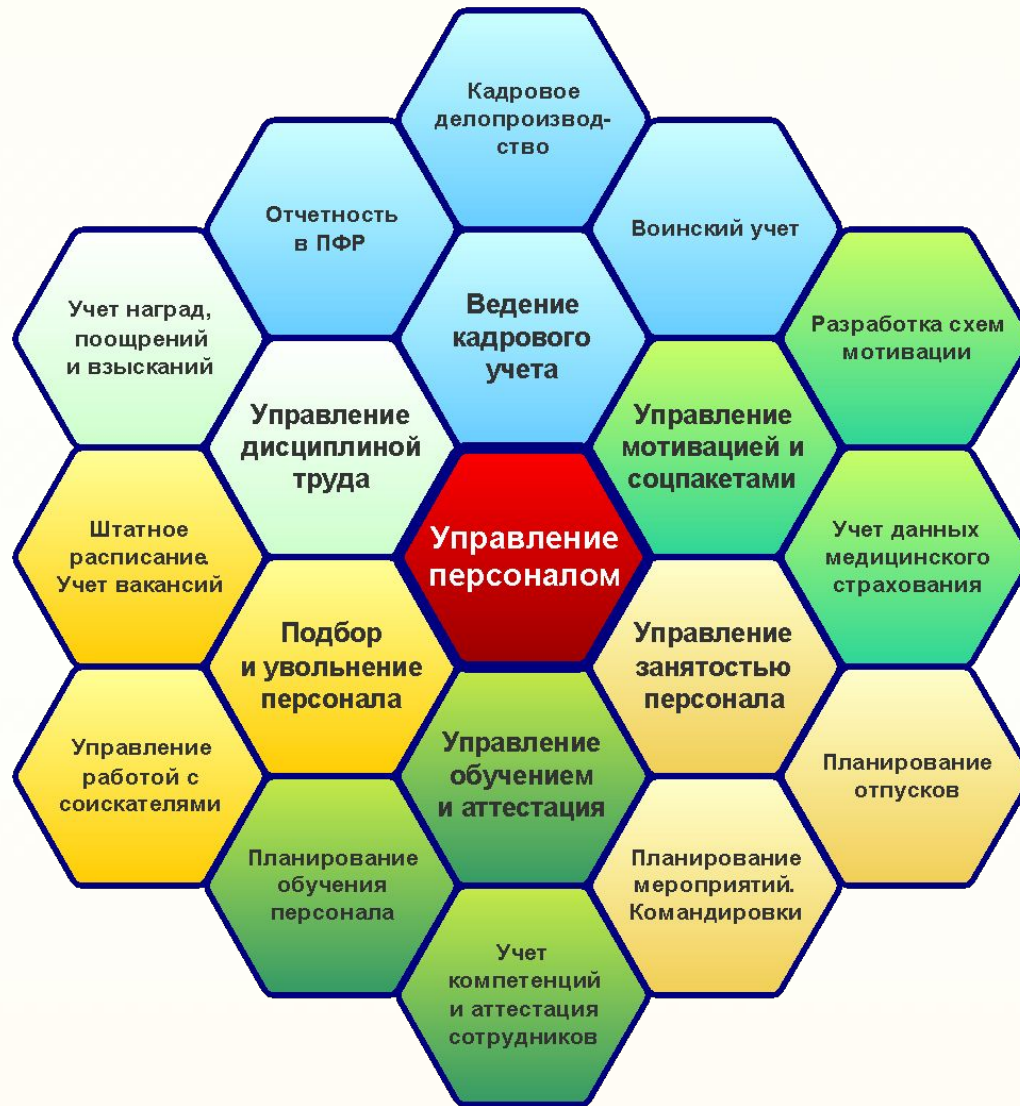 Кадровое
делопроизвод-
ство
Отчетность
в ПФР
Воинский учет
Учет наград,
поощрений
и взысканий
Ведение
кадрового
учета
Разработка схем
мотивации
Управление
дисциплиной
труда
Управление
мотивацией и
соцпакетами
Штатное
расписание.
Учет вакансий
Управление
персоналом
Учет данных
медицинского
страхования
Подбор
и увольнение
персонала
Управление
занятостью
персонала
Управление
работой с
соискателями
Управление
обучением
и аттестация
Планирование
отпусков
Планирование
обучения
персонала
Планирование
мероприятий.
Командировки
Учет
компетенций
и аттестация
сотрудников